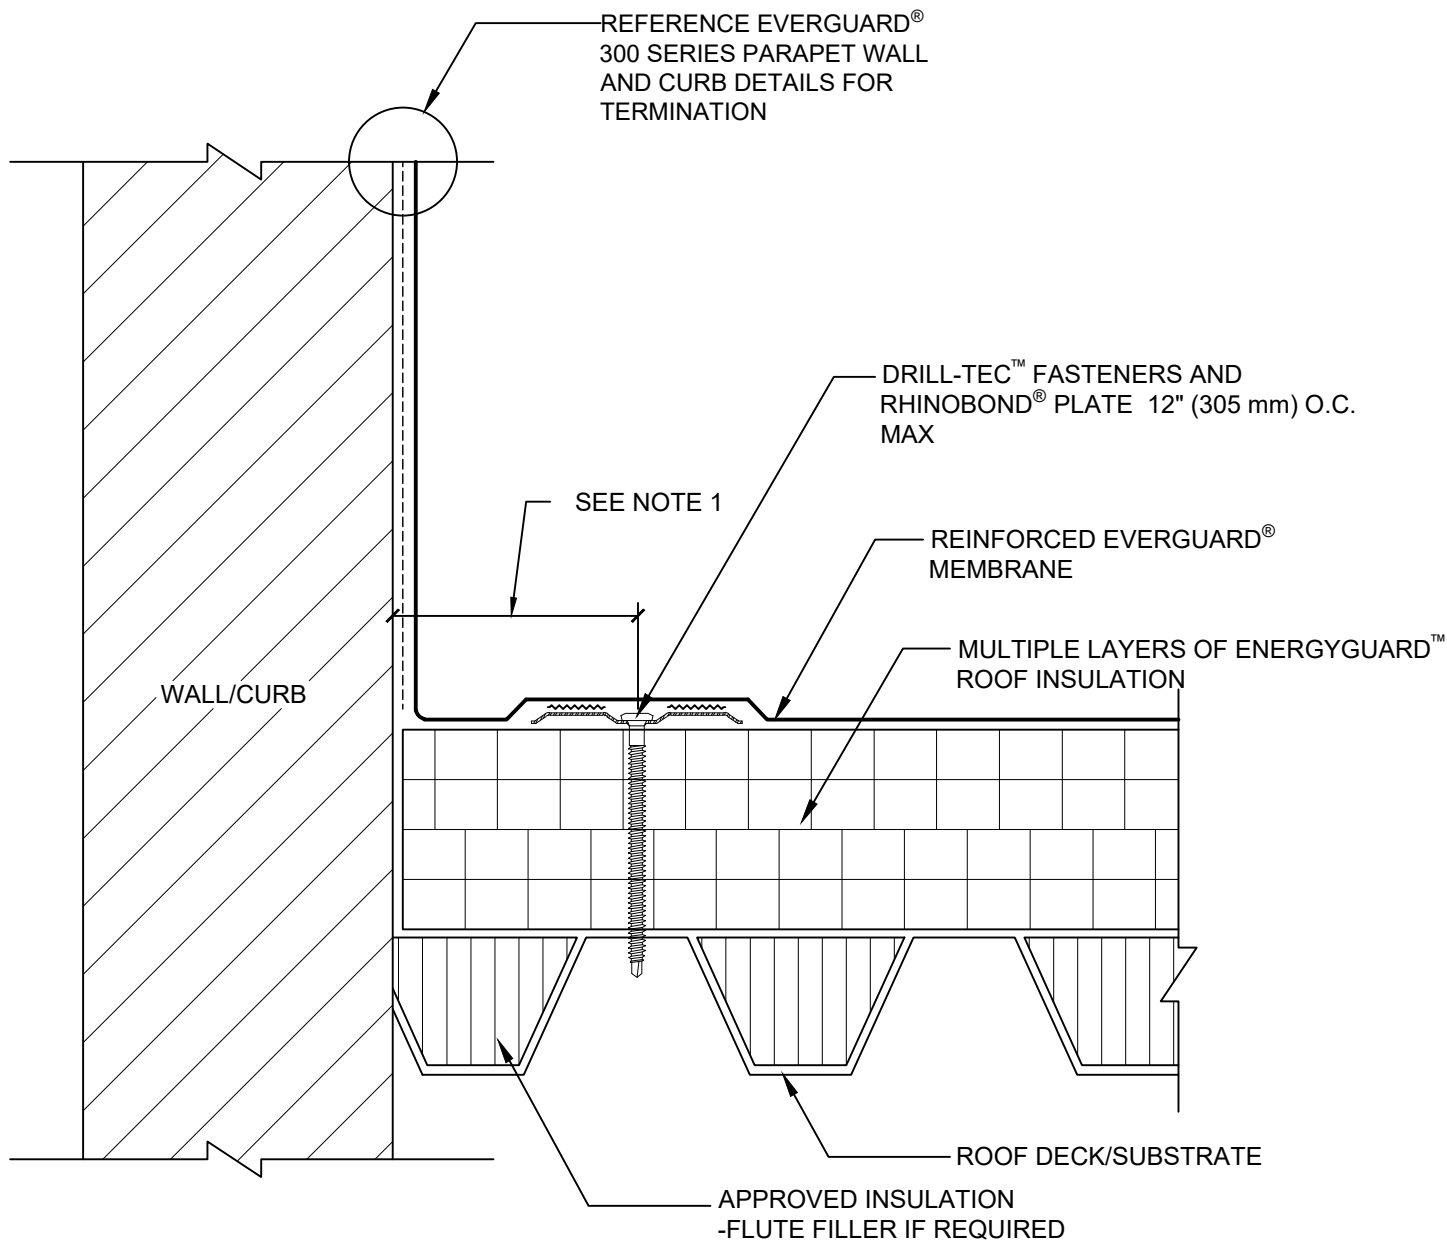 REFERENCE EVERGUARD®
300 SERIES PARAPET WALL
AND CURB DETAILS FOR
TERMINATION
DRILL-TEC™ FASTENERS AND
RHINOBOND® PLATE 12" (305 mm) O.C.
MAX
SEE NOTE 1
REINFORCED EVERGUARD®
MEMBRANE
MULTIPLE LAYERS OF ENERGYGUARD™
ROOF INSULATION
WALL/CURB
ROOF DECK/SUBSTRATE
APPROVED INSULATION
-FLUTE FILLER IF REQUIRED